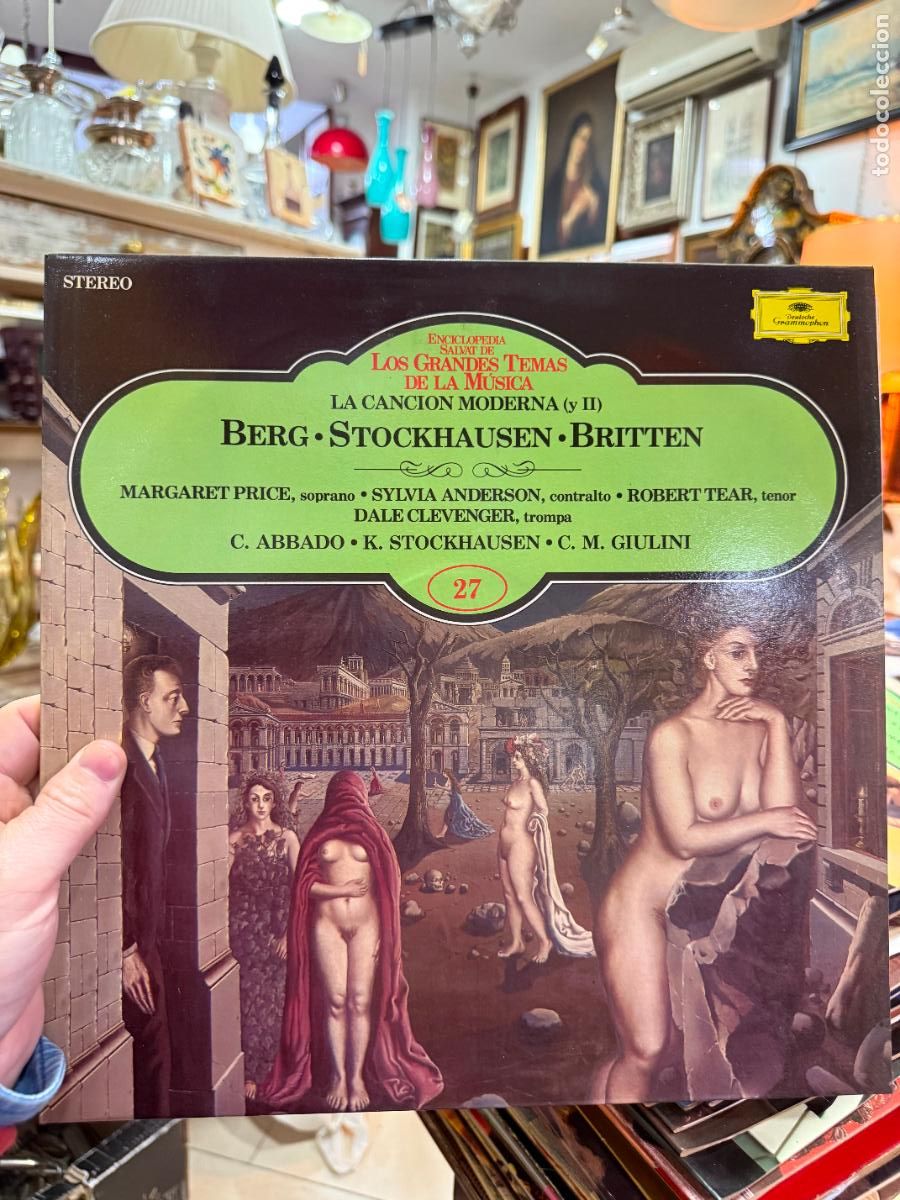 STEREO
Deutsche
Grammophon
ENCICLOPEDIA
SALVAT DE
LOS GRANDES TEMAS
DE LA MÚSICA
LA CANCION MODERNA (y II)
BERG • STOCKHAUSEN • BRITTEN
MARGARET PRICE, soprano • SYLVIA ANDERSON, contralto • ROBERT TEAR, tenor
DALE CLEVENGER, trompa
C. ABBADO • K. STOCKHAUSEN • C. M. GIULINI
27
todocoleccion